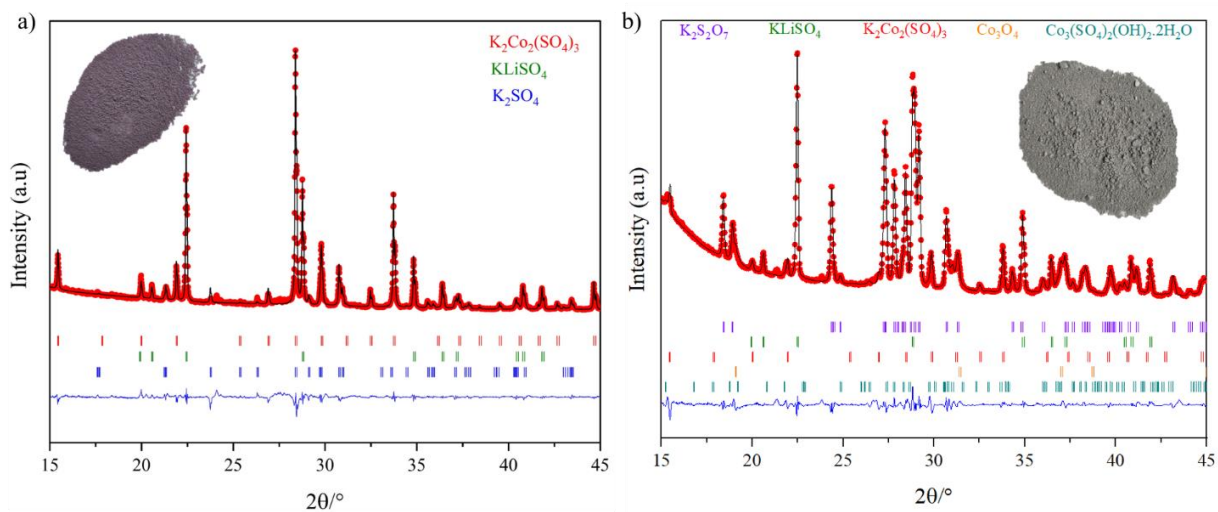 a)
K₂Co₂(SO₄)₃
KLiSO₄
K₂SO₄
Intensity (a.u)
15 20 25 30 35 40 45
2θ/°
b)
K₂S₂O₇ KLiSO₄ K₂Co₂(SO₄)₃ Co₃O₄ Co₃(SO₄)₂(OH)₂.2H₂O
Intensity (a.u)
15 20 25 30 35 40 45
2θ/°